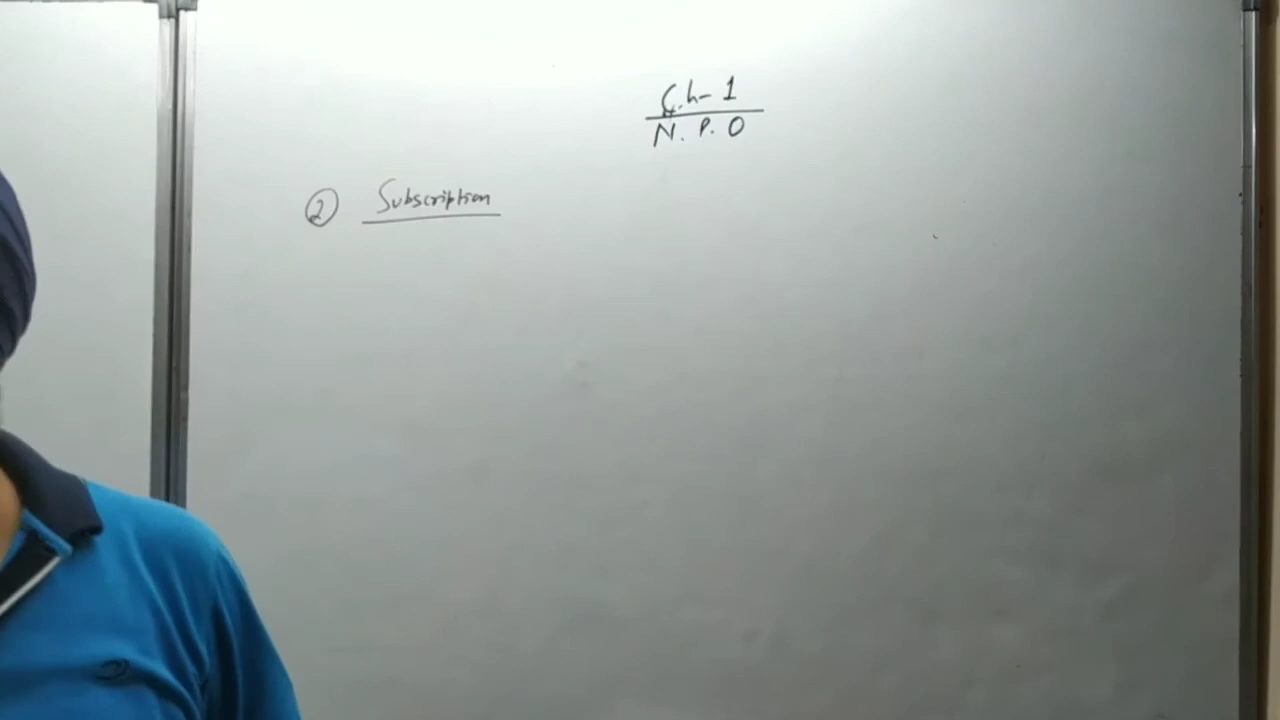 Ch-1
N. P. O
② Subscription